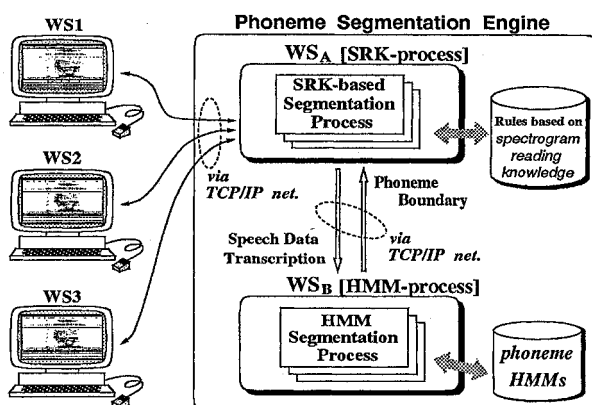 WS1
WS2
WS3
Phoneme Segmentation Engine
WSA [SRK-process]
SRK-based
Segmentation
Process
Rules based on
spectrogram
reading
knowledge
via
TCP/IP net.
Phoneme
Boundary
Speech Data
Transcription
via
TCP/IP net.
WSB [HMM-process]
HMM
Segmentation
Process
phoneme
HMMs